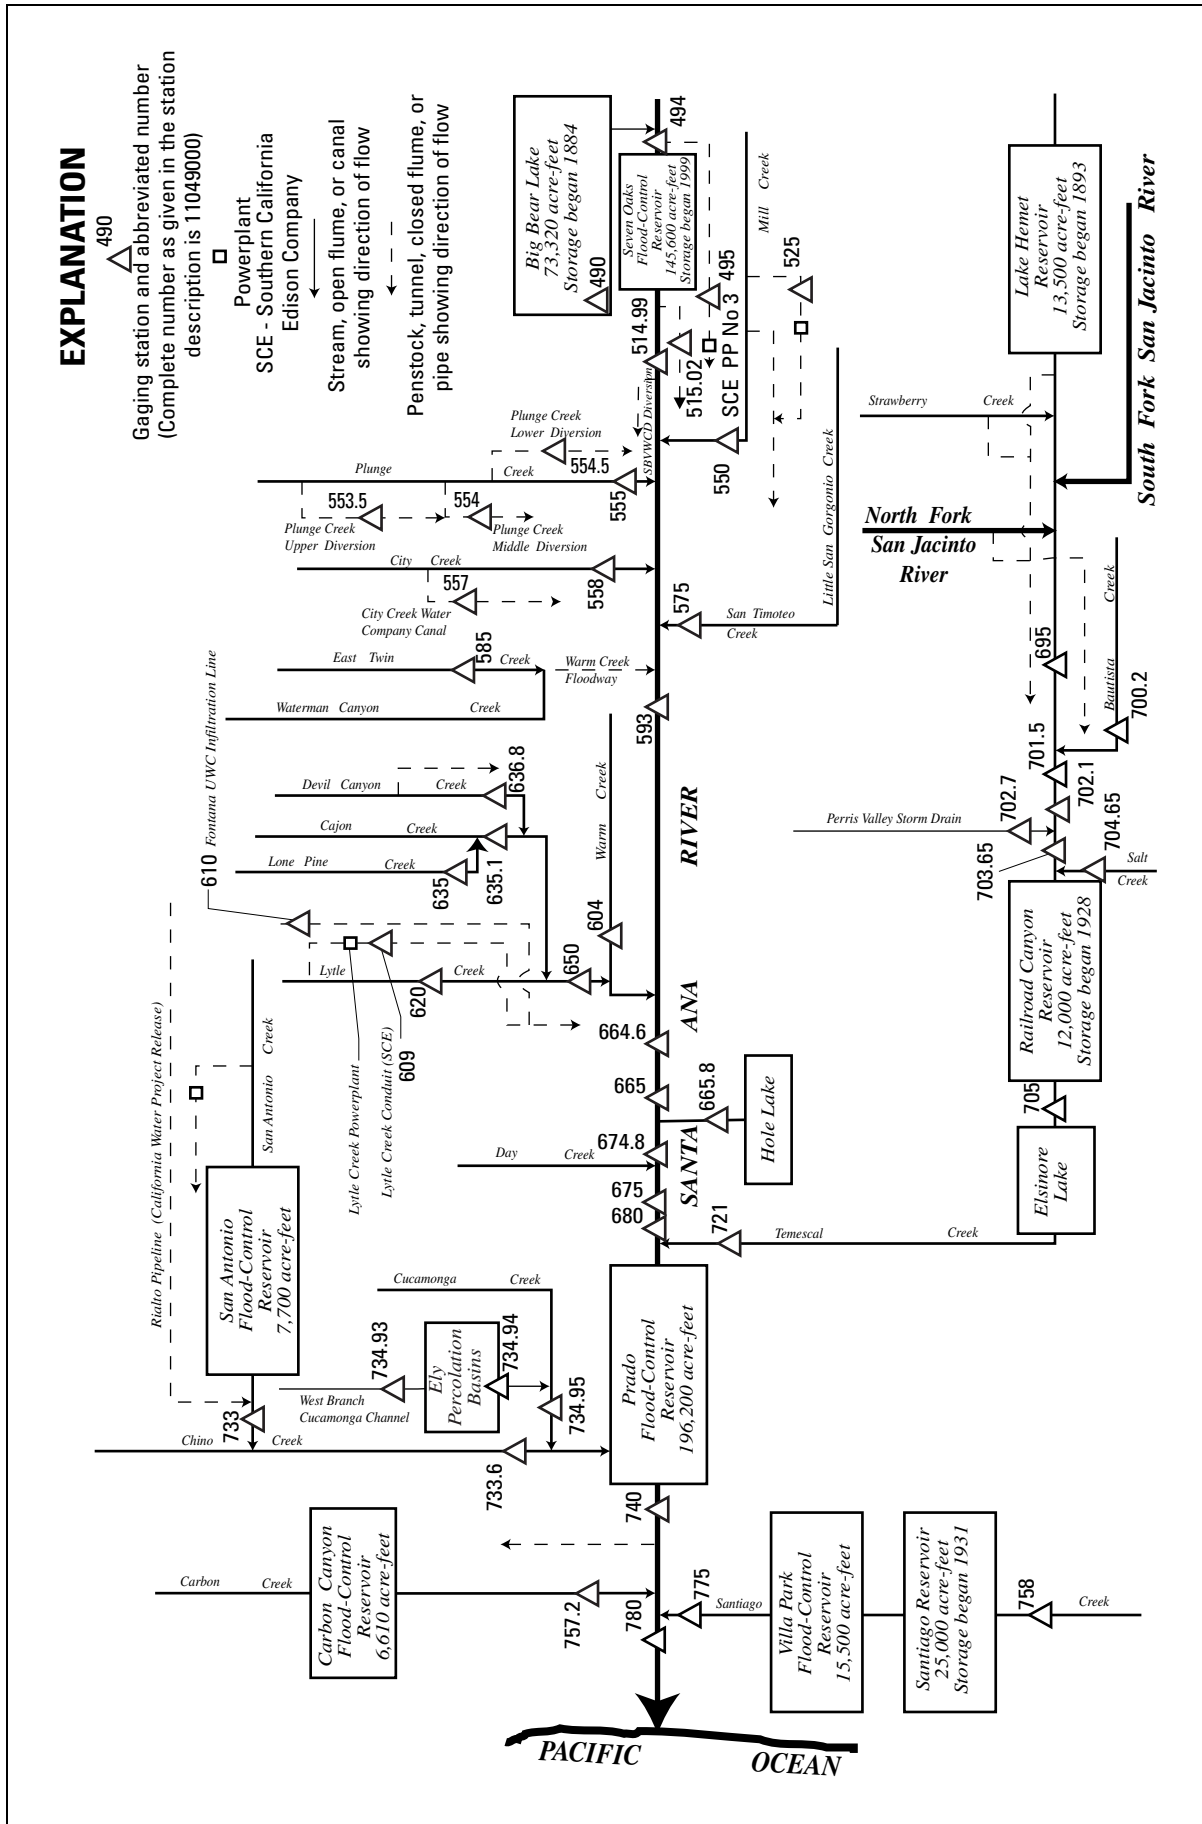 EXPLANATION
490
Gaging station and abbreviated number
(Complete number as given in the station
description is 11049000)
Powerplant
SCE - Southern California
Edison Company
Stream, open flume, or canal
showing direction of flow
Penstock, tunnel, closed flume, or
pipe showing direction of flow
Big Bear Lake
73,320 acre-feet
Storage began 1884
490
494
Seven Oaks
Flood-Control
Reservoir
145,600 acre-feet
Storage began 1999
514.99
515.02
495
SCE PP No 3
Mill Creek
525
SBVWCD Diversion
550
Plunge Creek
Lower Diversion
554.5
Plunge Creek
555
553.5
554
Plunge Creek
Upper Diversion
Plunge Creek
Middle Diversion
City Creek
557
558
City Creek Water
Company Canal
575
San Timoteo
Creek
Little San Gorgonio Creek
East Twin Creek
585
Warm Creek
Floodway
Waterman Canyon Creek
593
610 Fontana UWC Infiltration Line
Devil Canyon Creek
636.8
Cajon Creek
Lone Pine Creek
635
635.1
Warm Creek
604
Lytle Creek
620
650
Lytle Creek Powerplant
Lytle Creek Conduit (SCE)
609
Rialto Pipeline (California Water Project Release)
San Antonio Creek
San Antonio
Flood-Control
Reservoir
7,700 acre-feet
733
Chino Creek
733.6
Cucamonga Creek
734.93
West Branch
Cucamonga Channel
Ely
Percolation
Basins
734.94
734.95
SANTA ANA RIVER
664.6
665
665.8
Hole Lake
674.8
Day Creek
675
680
721
Temescal Creek
Prado
Flood-Control
Reservoir
196,200 acre-feet
740
Carbon Creek
Carbon Canyon
Flood-Control
Reservoir
6,610 acre-feet
757.2
780
775
Santiago
Villa Park
Flood-Control
Reservoir
15,500 acre-feet
Santiago Reservoir
25,000 acre-feet
Storage began 1931
758
Creek
PACIFIC OCEAN
Lake Hemet
Reservoir
13,500 acre-feet
Storage began 1893
South Fork San Jacinto River
Strawberry Creek
North Fork
San Jacinto
River
695
Bautista Creek
700.2
701.5
702.1
702.7
Perris Valley Storm Drain
703.65
704.65
Salt
Creek
Railroad Canyon
Reservoir
12,000 acre-feet
Storage began 1928
705
Elsinore
Lake